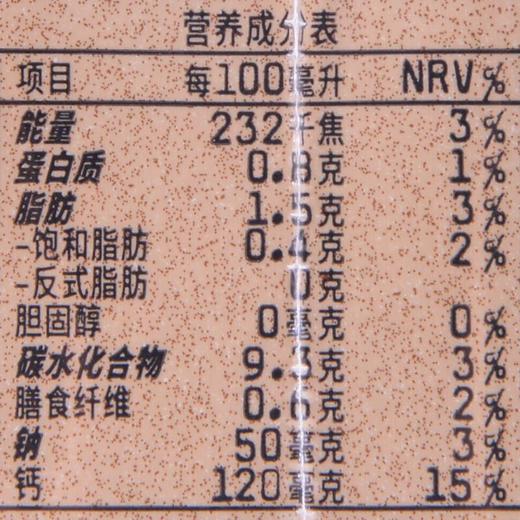 营养成分表
项目 每100毫升 NRV%
能量 232千焦 3%
蛋白质 0.8克 1%
脂肪 1.5克 3%
-饱和脂肪 0.4克 2%
-反式脂肪 0克
胆固醇 0毫克 0%
碳水化合物 9.3克 3%
膳食纤维 0.6克 2%
钠 50毫克 3%
钙 120毫克 15%